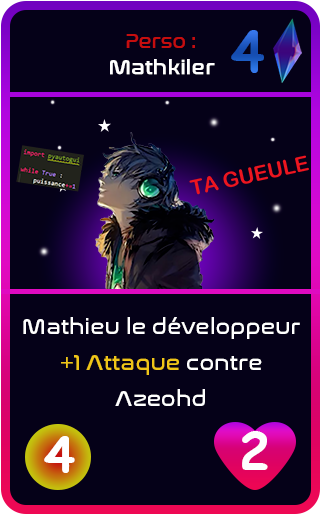 Perso :
Mathkiler
4
import pyautogui
while True :
puissance+=1
TA GUEULE
Mathieu le développeur
+1 Attaque contre
Azeohd
4
2